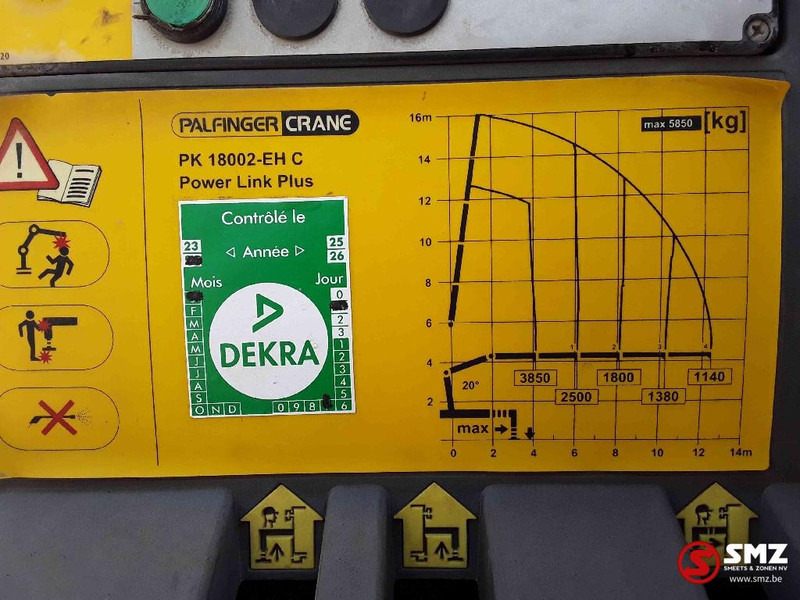 20
PALFINGER CRANE
PK 18002-EH C
Power Link Plus
Contrôlé le
23
◁ Année ▷
25
26
Mois
Jour
0
F
M
A
M
J
J
A
S
O N D
2
3
1
2
3
4
5
6
0 9 8
DEKRA
16m
14
12
10
8
6
4
2
max 5850 [kg]
20°
1 2 3 4
3850 1800 1140
2500 1380
max
0 2 4 6 8 10 12 14m
SMZ
SMEETS & ZONEN NV
www.smz.be